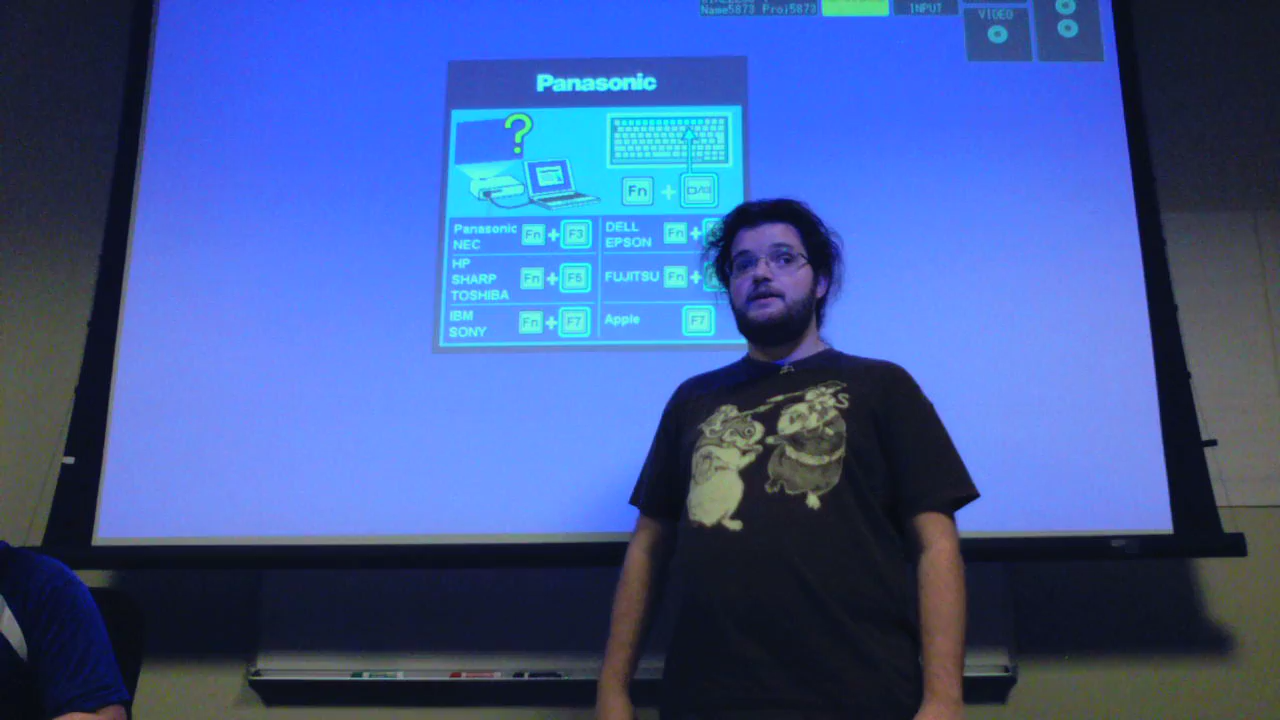 Name5873 Proj5873
INPUT
VIDEO
Panasonic
?
Fn +
Panasonic
NEC
Fn + F3
DELL
EPSON
Fn +
HP
SHARP
TOSHIBA
Fn + F5
FUJITSU
Fn +
IBM
SONY
Fn + F7
Apple
F7